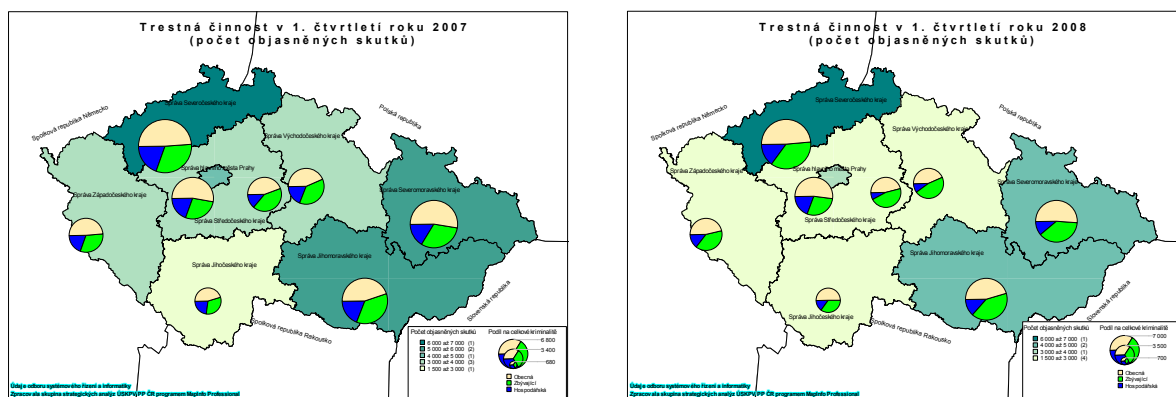 Trestná činnost v 1. čtvrtletí roku 2007
(počet objasněných skutků)
Správa Severočeského kraje
Spolková republika Německo
Polská republika
Správa Východočeského kraje
Správa hlavního města Prahy
Správa Západočeského kraje
Správa Severomoravského kraje
Správa Středočeského kraje
Správa Jihomoravského kraje
Správa Jihočeského kraje
Slovenská republika
Spolková republika Rakousko
Počet objasněných skutků
6 000 až 7 000 (1)
5 000 až 6 000 (2)
4 000 až 5 000 (1)
3 000 až 4 000 (3)
1 500 až 3 000 (1)
Podíl na celkové kriminalitě
6 800
3 400
680
Obecná
Zbývající
Hospodářská
Údaje odboru systémového řízení a informatiky
Zpracovala skupina strategických analýz ÚSKPV PP ČR programem MapInfo Professional
Trestná činnost v 1. čtvrtletí roku 2008
(počet objasněných skutků)
Správa Severočeského kraje
Spolková republika Německo
Polská republika
Správa Východočeského kraje
Správa hlavního města Prahy
Správa Západočeského kraje
Správa Severomoravského kraje
Správa Středočeského kraje
Správa Jihomoravského kraje
Správa Jihočeského kraje
Slovenská republika
Spolková republika Rakousko
Počet objasněných skutků
6 000 až 7 000 (1)
4 000 až 5 000 (2)
3 000 až 4 000 (1)
1 500 až 3 000 (4)
Podíl na celkové kriminalitě
7 000
3 500
700
Obecná
Zbývající
Hospodářská
Údaje odboru systémového řízení a informatiky
Zpracovala skupina strategických analýz ÚSKPV PP ČR programem MapInfo Professional